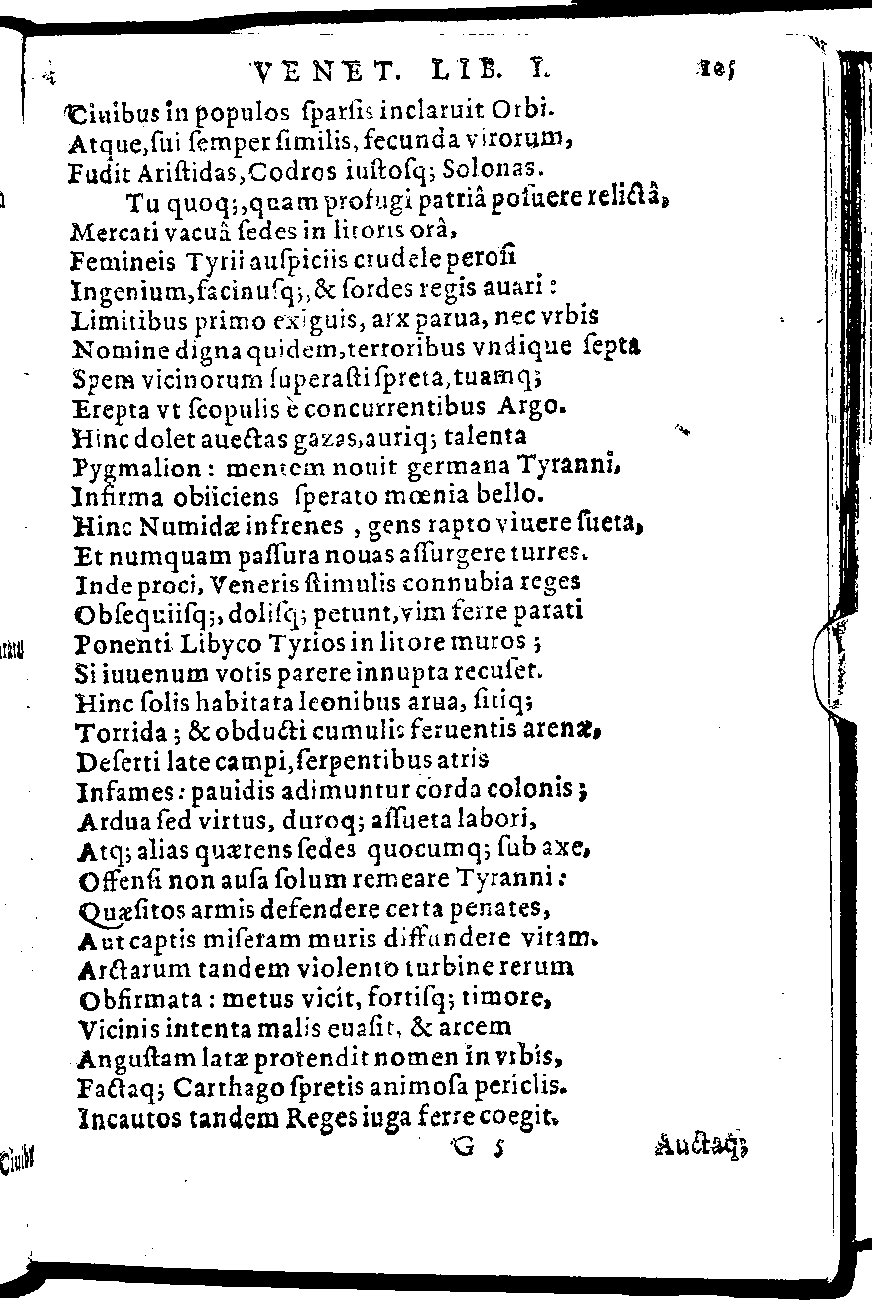 VENET. LIB. I. 105
Ciuibus in populos ſparſis inclaruit Orbi.
Atque, ſui ſemper ſimilis, fecunda virorum,
Fudit Ariſtidas, Codros iuſtoſq; Solonas.
Tu quoq;, quam profugi patriâ poſuere relictâ,
Mercati vacuâ ſedes in litoris orâ,
Femineis Tyrii auſpiciis crudele peroſi
Ingenium, facinuſq;, & ſordes regis auari:
Limitibus primo exiguis, arx parua, nec vrbis
Nomine digna quidem, terroribus vndique ſepta
Spem vicinorum ſuperaſti ſpreta, tuamq;
Erepta vt ſcopulis è concurrentibus Argo.
Hinc dolet auectas gazas, auriq; talenta
Pygmalion: mentem nouit germana Tyranni,
Infirma obiiciens ſperato mœnia bello.
Hinc Numidæ infrenes, gens rapto viuere ſueta,
Et numquam paſſura nouas aſſurgere turres.
Inde proci, Veneris ſtimulis connubia reges
Obſequiiſq;, doliſq; petunt, vim ferre parati
Ponenti Libyco Tyrios in litore muros;
Si iuuenum votis parere innupta recuſet.
Hinc ſolis habitata leonibus arua, ſitiq;
Torrida; & obducti cumulis feruentis arenæ,
Deſerti late campi, ſerpentibus atris
Infames: pauidis adimuntur corda colonis;
Ardua ſed virtus, duroq; aſſueta labori,
Atq; alias quærens ſedes quocumq; ſub axe,
Offenſi non auſa ſolum remeare Tyranni:
Quæſitos armis defendere certa penates,
Aut captis miſeram muris diffundere vitam.
Arctarum tandem violento turbine rerum
Obfirmata: metus vicit, fortiſq; timore,
Vicinis intenta malis euaſit, & arcem
Anguſtam latæ protendit nomen in vrbis,
Factaq; Carthago ſpretis animoſa periclis.
Incautos tandem Reges iuga ferre coegit.
G 5 Auctaq;